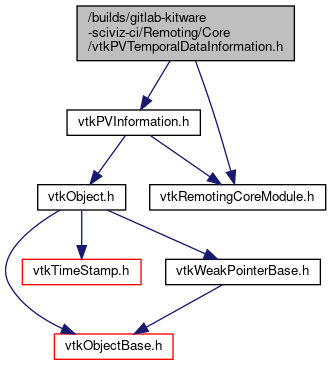 /builds/gitlab-kitware
-sciviz-ci/Remoting/Core
/vtkPVTemporalDataInformation.h
vtkPVInformation.h
vtkObject.h
vtkRemotingCoreModule.h
vtkTimeStamp.h
vtkWeakPointerBase.h
vtkObjectBase.h